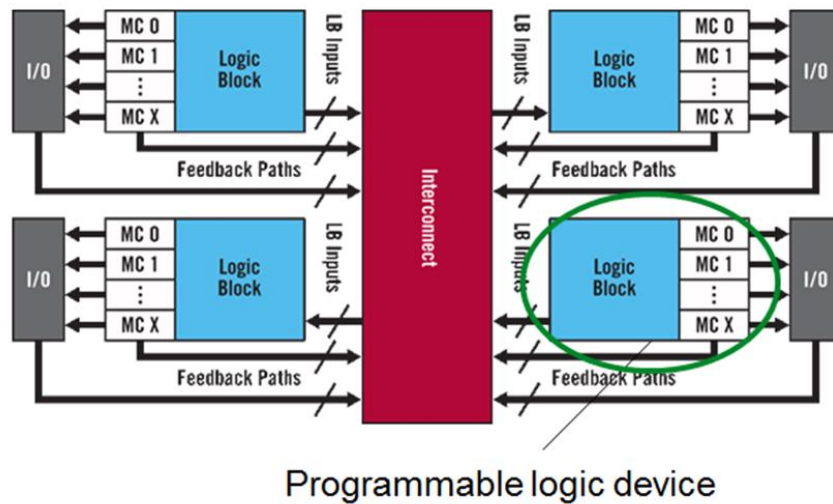 I/O
MC 0
MC 1
⋮
MC X
Logic
Block
LB Inputs
Feedback Paths
Interconnect
LB Inputs
Logic
Block
MC 0
MC 1
⋮
MC X
I/O
Feedback Paths
I/O
MC 0
MC 1
⋮
MC X
Logic
Block
LB Inputs
Feedback Paths
LB Inputs
Logic
Block
MC 0
MC 1
⋮
MC X
I/O
Feedback Paths
Programmable logic device